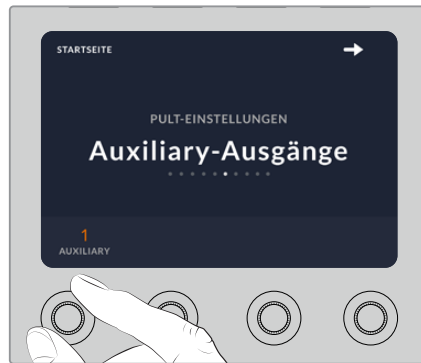 STARTSEITE
PULT-EINSTELLUNGEN
Auxiliary-Ausgänge
1
AUXILIARY